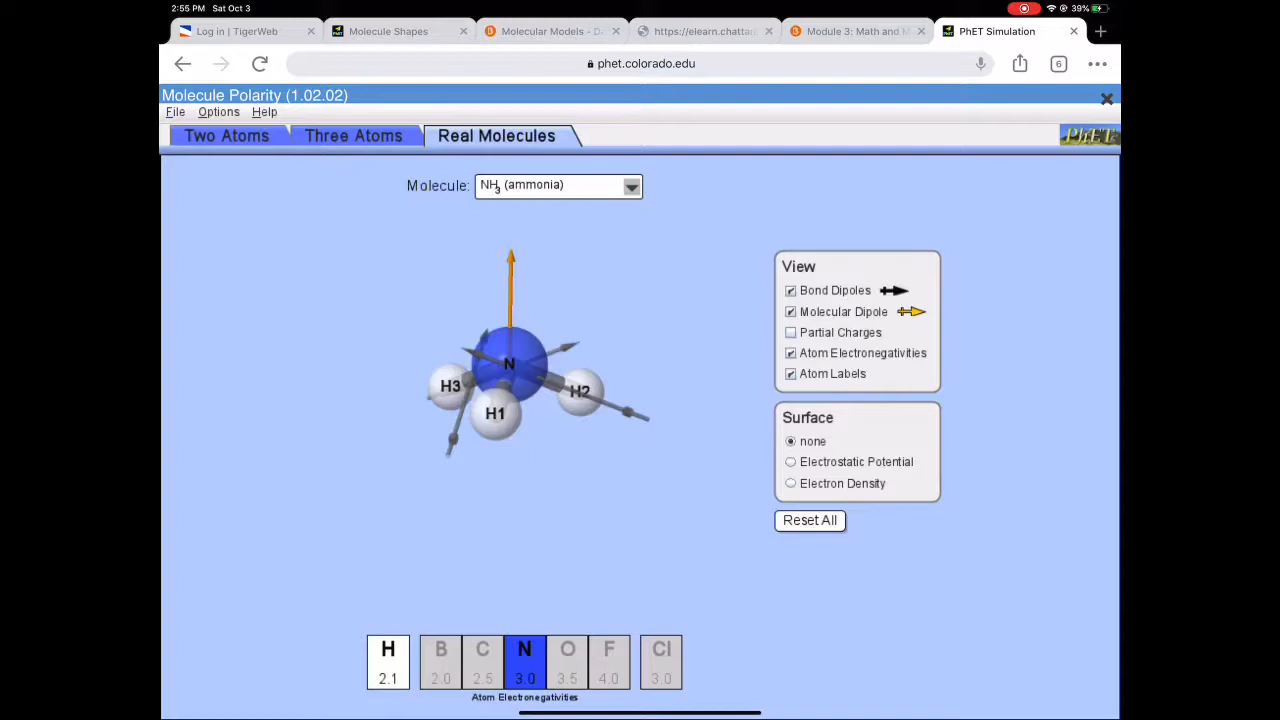 2:55 PM Sat Oct 3 39%
Log in | TigerWeb
Molecule Shapes
Molecular Models - D
https://elearn.chattar
Module 3: Math and M
PhET Simulation
phet.colorado.edu
6
Molecule Polarity (1.02.02)
File Options Help
Two Atoms Three Atoms Real Molecules
PhET
Molecule: NH3 (ammonia)
N
H3
H2
H1
View
Bond Dipoles
Molecular Dipole
Partial Charges
Atom Electronegativities
Atom Labels
Surface
none
Electrostatic Potential
Electron Density
Reset All
H B C N O F Cl
2.1 2.0 2.5 3.0 3.5 4.0 3.0
Atom Electronegativities